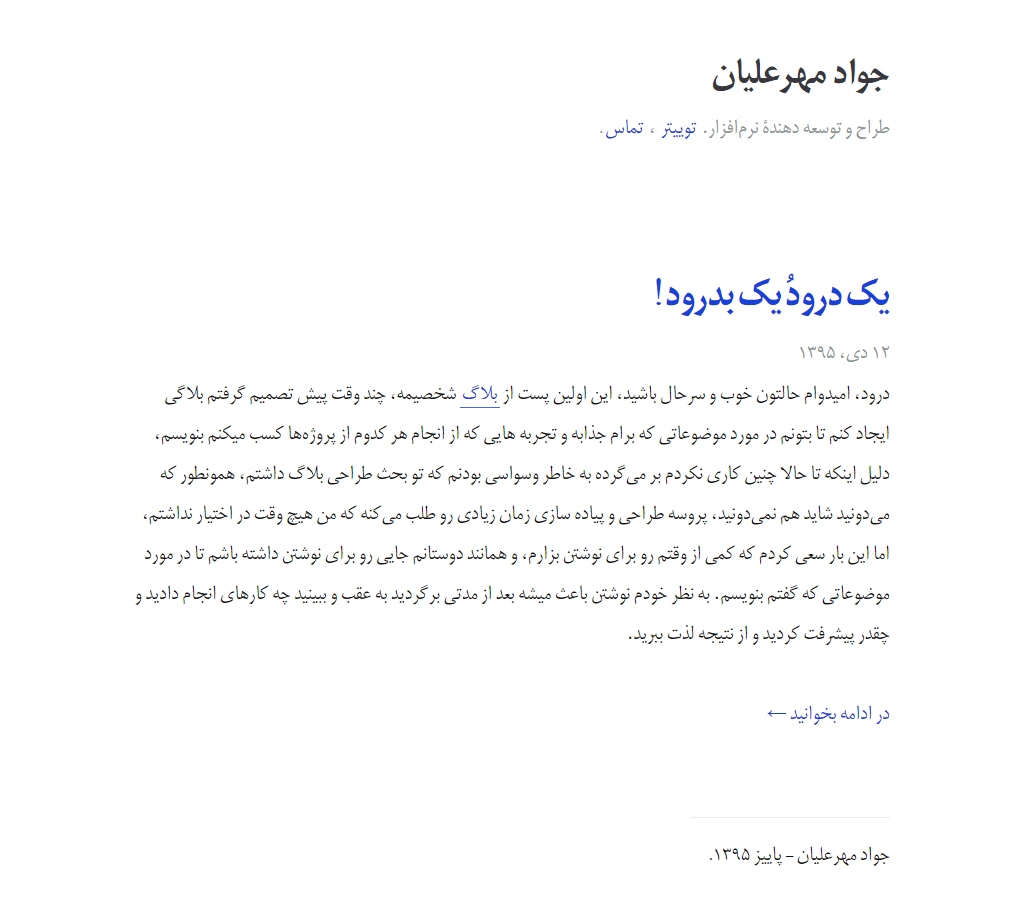 جواد مهرعلیان
طراح و توسعه دهندهٔ نرم‌افزار. توییتر ، تماس.
یک درودُ یک بدرود!
۱۲ دی، ۱۳۹۵
درود، امیدوام حالتون خوب و سرحال باشید، این اولین پست از بلاگ شخصیمه، چند وقت پیش تصمیم گرفتم بلاگی
ایجاد کنم تا بتونم در مورد موضوعاتی که برام جذابه و تجربه هایی که از انجام هر کدوم از پروژه‌ها کسب میکنم بنویسم،
دلیل اینکه تا حالا چنین کاری نکردم بر می‌گرده به خاطر وسواسی بودنم که تو بحث طراحی بلاگ داشتم، همونطور که
می‌دونید شاید هم نمی‌دونید، پروسه طراحی و پیاده سازی زمان زیادی رو طلب می‌کنه که من هیچ وقت در اختیار نداشتم،
اما این بار سعی کردم که کمی از وقتم رو برای نوشتن بزارم، و همانند دوستانم جایی رو برای نوشتن داشته باشم تا در مورد
موضوعاتی که گفتم بنویسم. به نظر خودم نوشتن باعث میشه بعد از مدتی برگردید به عقب و ببینید چه کارهای انجام دادید و
چقدر پیشرفت کردید و از نتیجه لذت ببرید.
در ادامه بخوانید ←
جواد مهرعلیان – پاییز ۱۳۹۵.